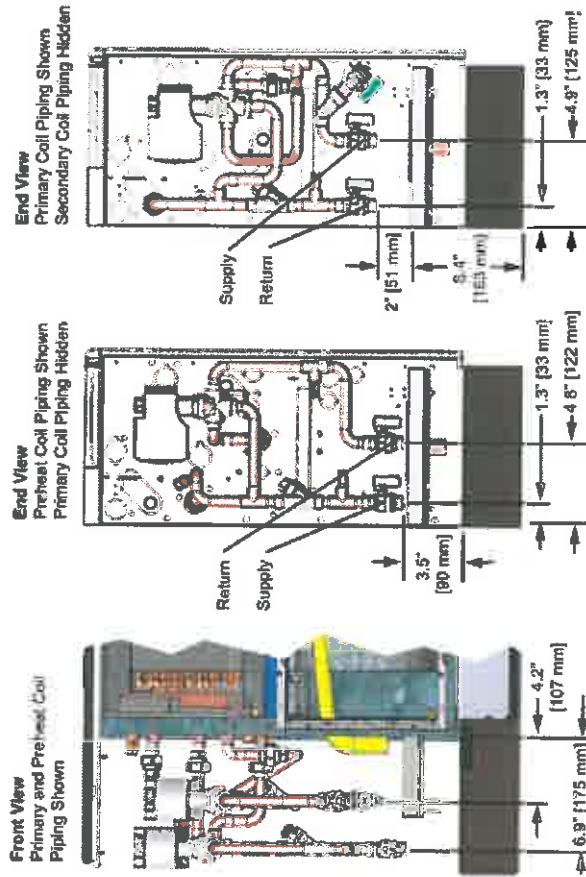 End View
Primary Coil Piping Shown
Secondary Coil Piping Hidden
Supply
Return
2" [51 mm]
6.4"
[163 mm]
1.3" [33 mm]
4.9" [125 mm]
End View
Preheat Coil Piping Shown
Primary Coil Piping Hidden
Return
Supply
3.5"
[90 mm]
1.3" [33 mm]
4.8" [122 mm]
Front View
Primary and Preheat Coil
Piping Shown
4.2"
[107 mm]
6.9" [175 mm]